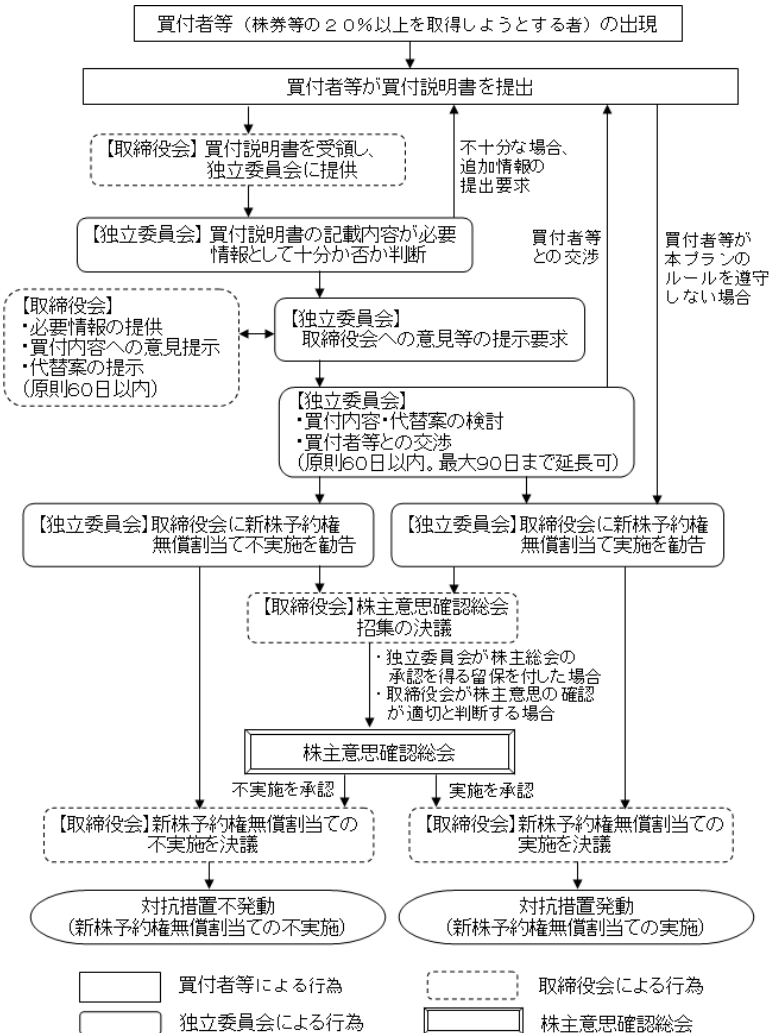 買付者等（株券等の２０％以上を取得しようとする者）の出現
買付者等が買付説明書を提出
【取締役会】買付説明書を受領し、
独立委員会に提供
不十分な場合、
追加情報の
提出要求
【独立委員会】買付説明書の記載内容が必要
情報として十分か否か判断
買付者等
との交渉
買付者等が
本プランの
ルールを遵守
しない場合
【取締役会】
・必要情報の提供
・買付内容への意見提示
・代替案の提示
(原則60日以内)
【独立委員会】
取締役会への意見等の提示要求
【独立委員会】
・買付内容・代替案の検討
・買付者等との交渉
(原則60日以内。最大90日まで延長可)
【独立委員会】取締役会に新株予約権
無償割当て不実施を勧告
【独立委員会】取締役会に新株予約権
無償割当て実施を勧告
【取締役会】株主意思確認総会
招集の決議
・独立委員会が株主総会の
承認を得る留保を付した場合
・取締役会が株主意思の確認
が適切と判断する場合
株主意思確認総会
不実施を承認
実施を承認
【取締役会】新株予約権無償割当ての
不実施を決議
【取締役会】新株予約権無償割当ての
実施を決議
対抗措置不発動
(新株予約権無償割当ての不実施)
対抗措置発動
(新株予約権無償割当ての実施)
買付者等による行為
取締役会による行為
独立委員会による行為
株主意思確認総会